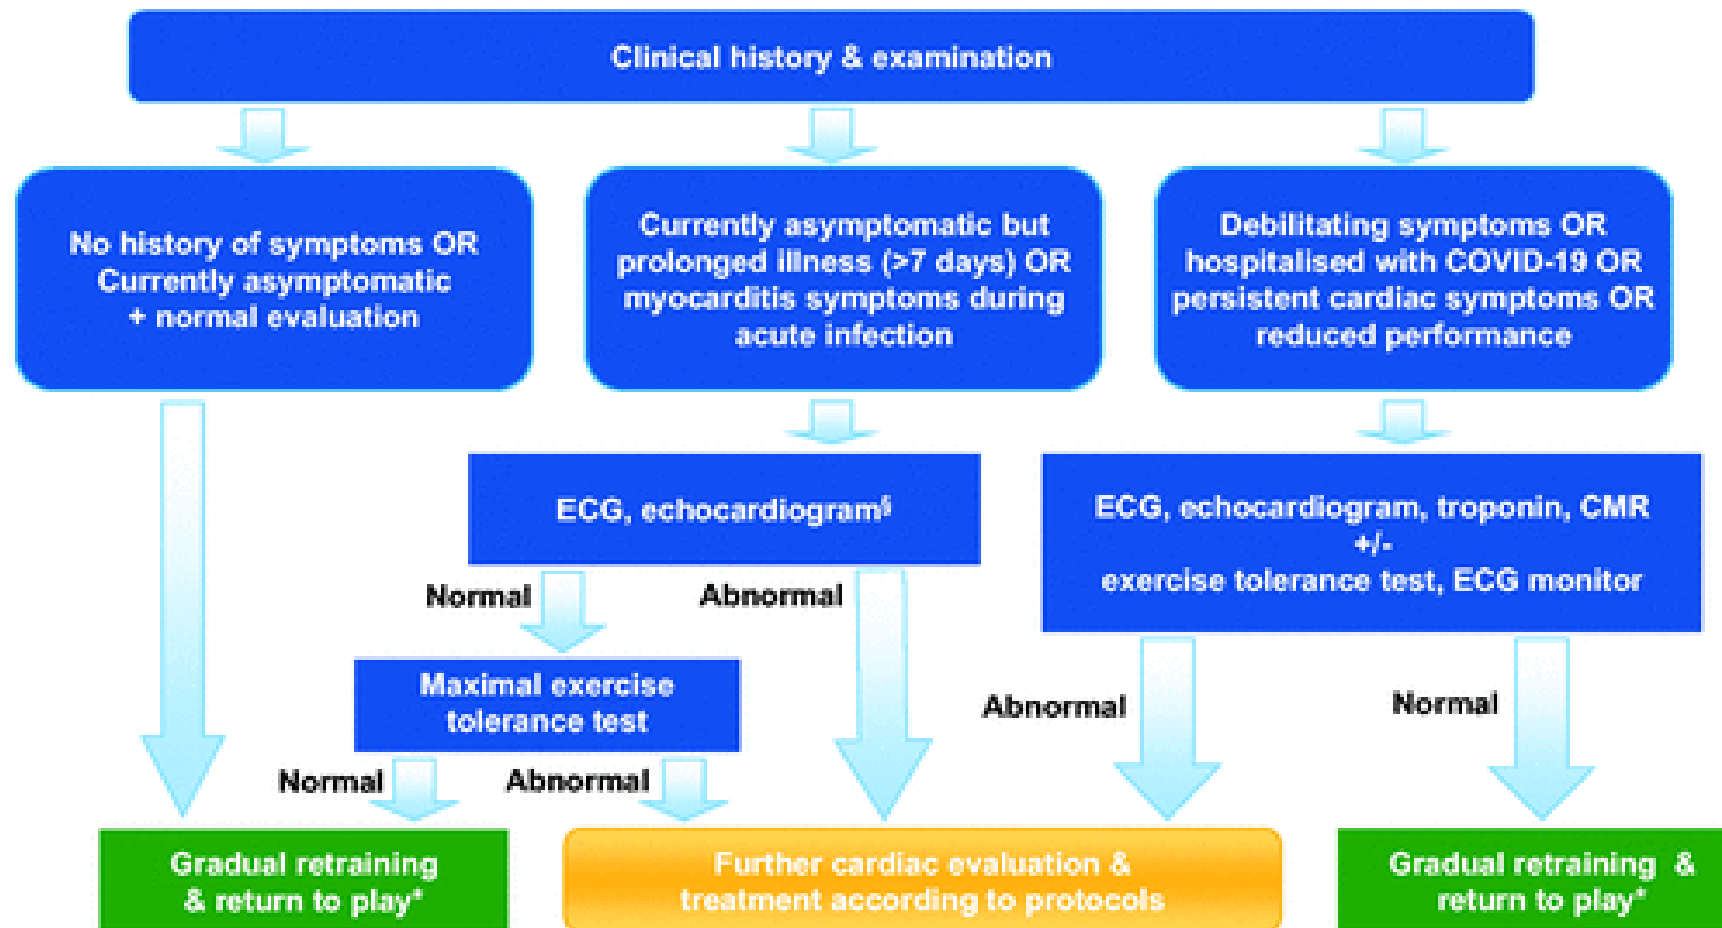 Clinical history & examination
No history of symptoms OR
Currently asymptomatic
+ normal evaluation
Currently asymptomatic but
prolonged illness (>7 days) OR
myocarditis symptoms during
acute infection
Debilitating symptoms OR
hospitalised with COVID-19 OR
persistent cardiac symptoms OR
reduced performance
ECG, echocardiogram§
ECG, echocardiogram, troponin, CMR
+/-
exercise tolerance test, ECG monitor
Normal
Abnormal
Maximal exercise
tolerance test
Abnormal
Normal
Normal
Abnormal
Gradual retraining
& return to play*
Further cardiac evaluation &
treatment according to protocols
Gradual retraining &
return to play*